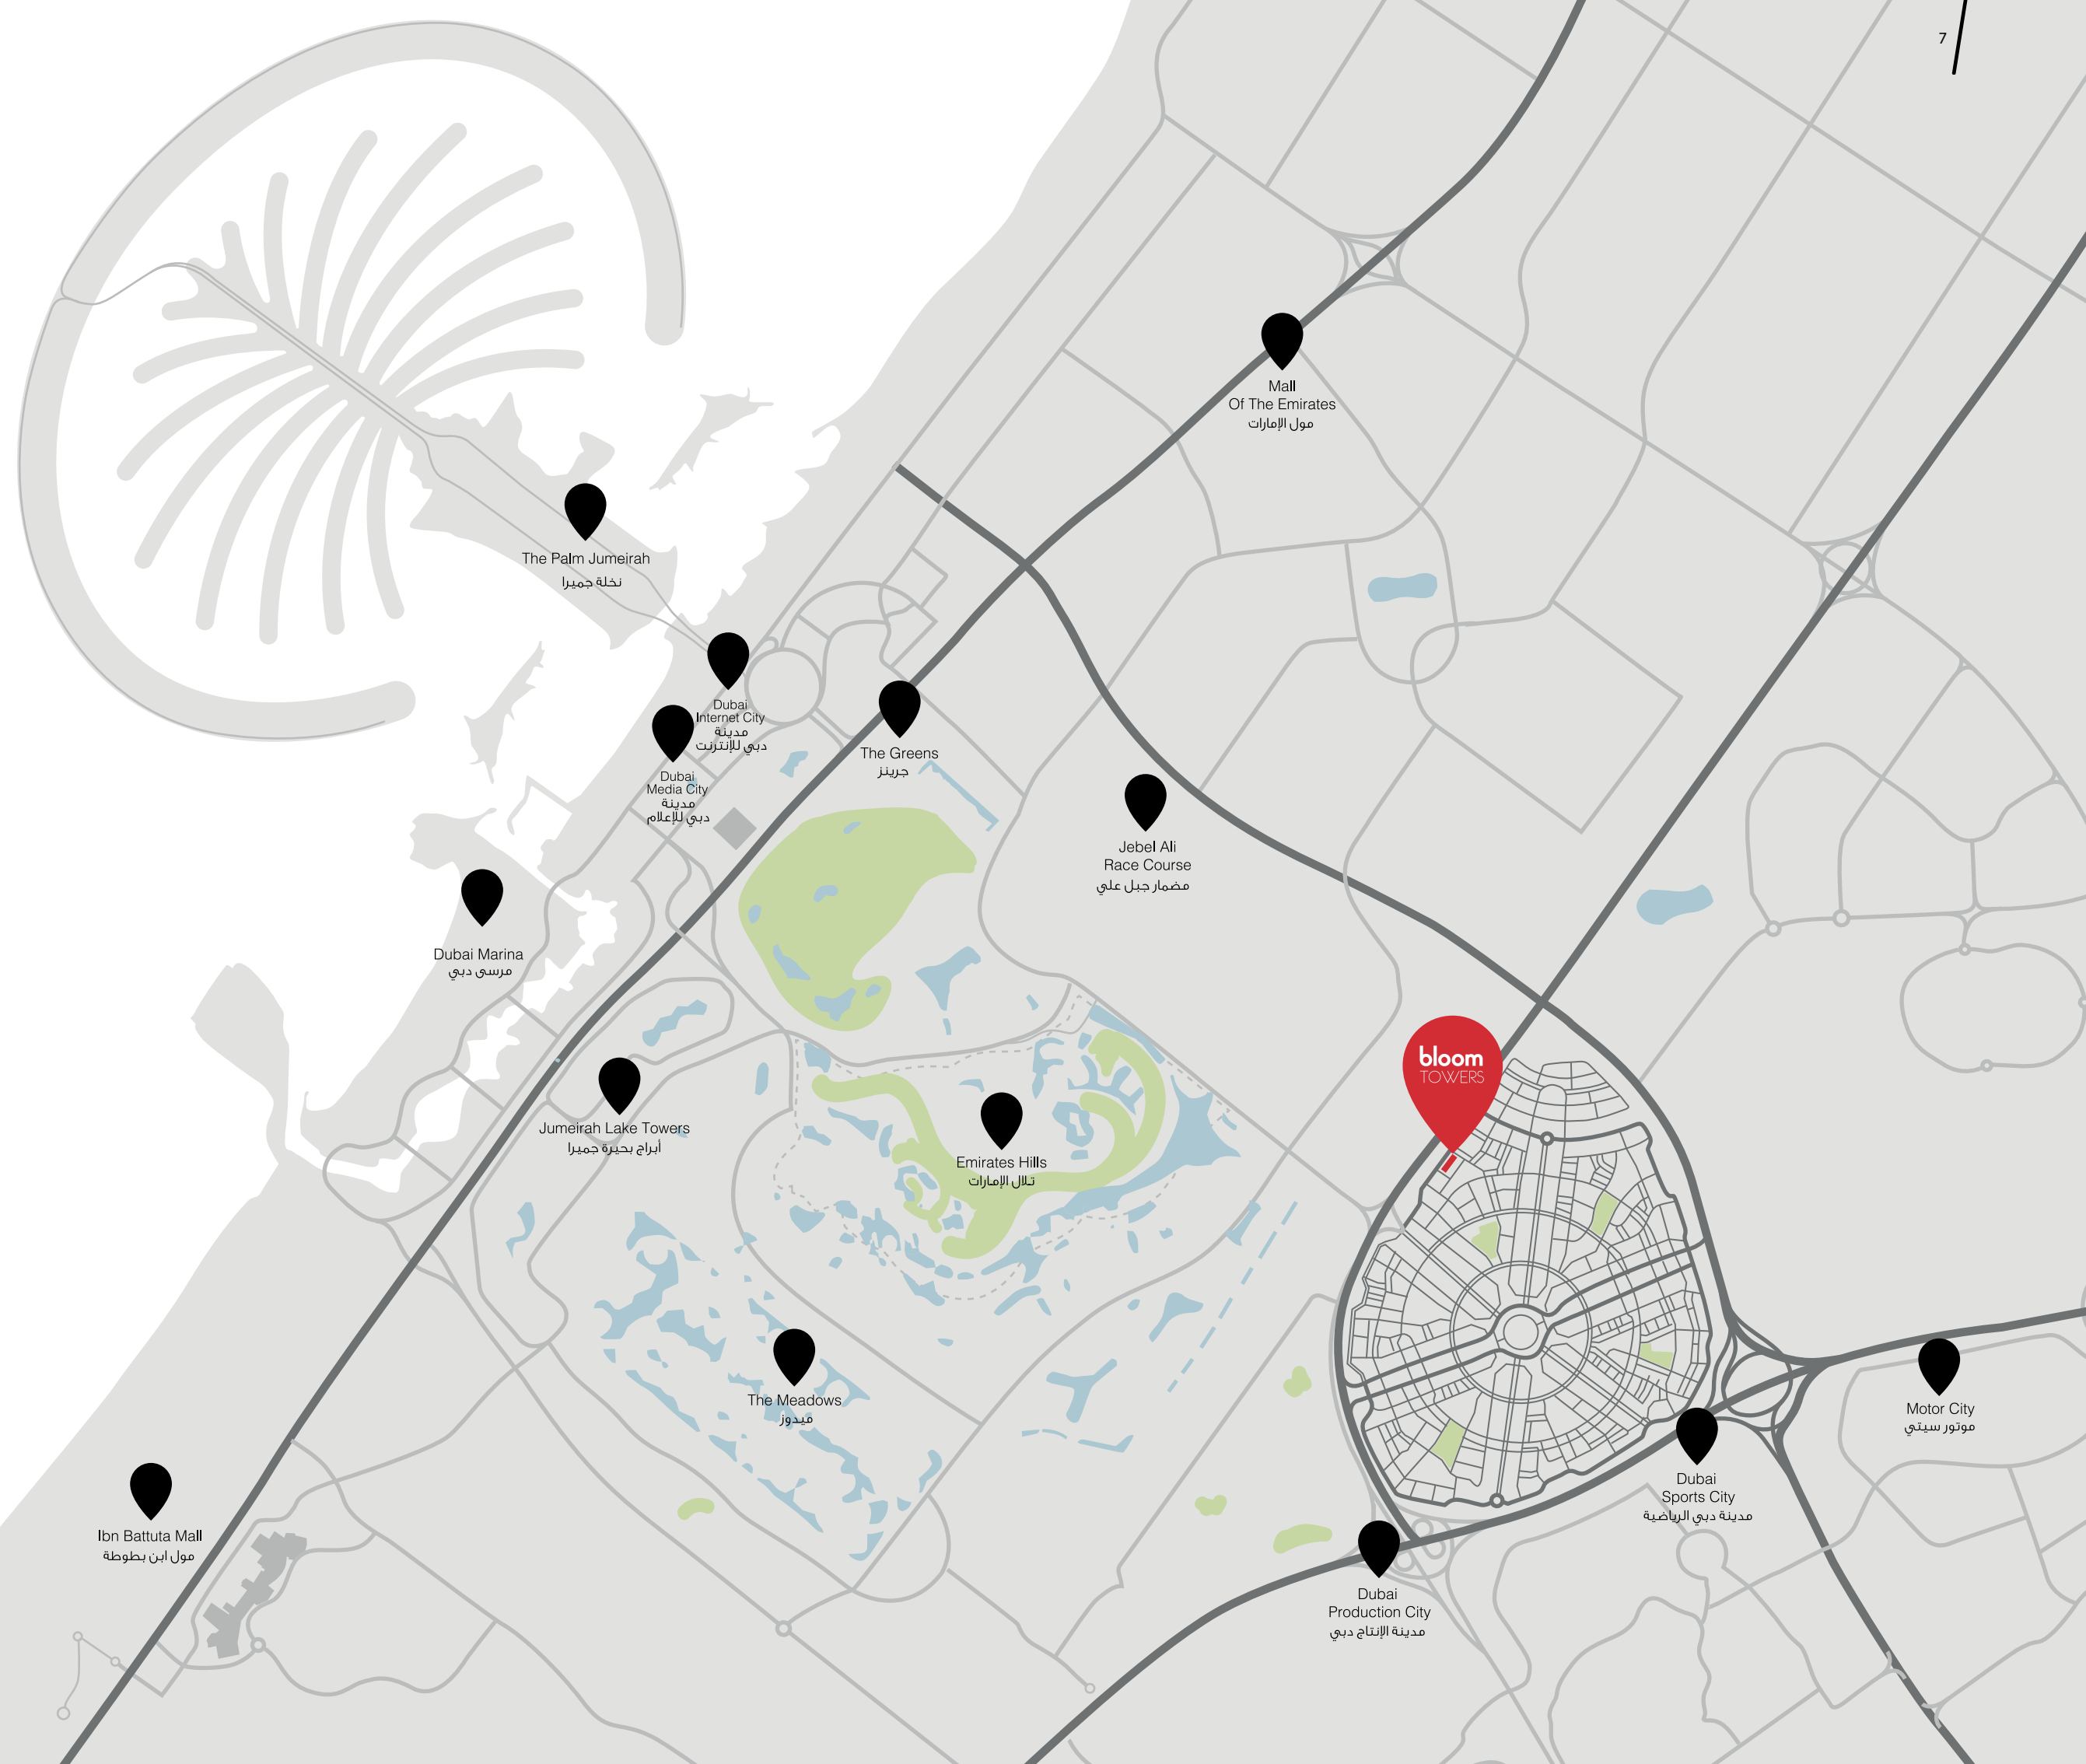 7
Mall
Of The Emirates
مول الإمارات
The Palm Jumeirah
نخلة جميرا
Dubai
Internet City
مدينة
دبي للإنترنت
The Greens
جرينز
Dubai
Media City
مدينة
دبي للإعلام
Jebel Ali
Race Course
مضمار جبل علي
Dubai Marina
مرسى دبي
bloom
TOWERS
Jumeirah Lake Towers
أبراج بحيرة جميرا
Emirates Hills
تلال الإمارات
The Meadows
ميدوز
Motor City
موتور سيتي
Dubai
Sports City
مدينة دبي الرياضية
Ibn Battuta Mall
مول ابن بطوطة
Dubai
Production City
مدينة الإنتاج دبي